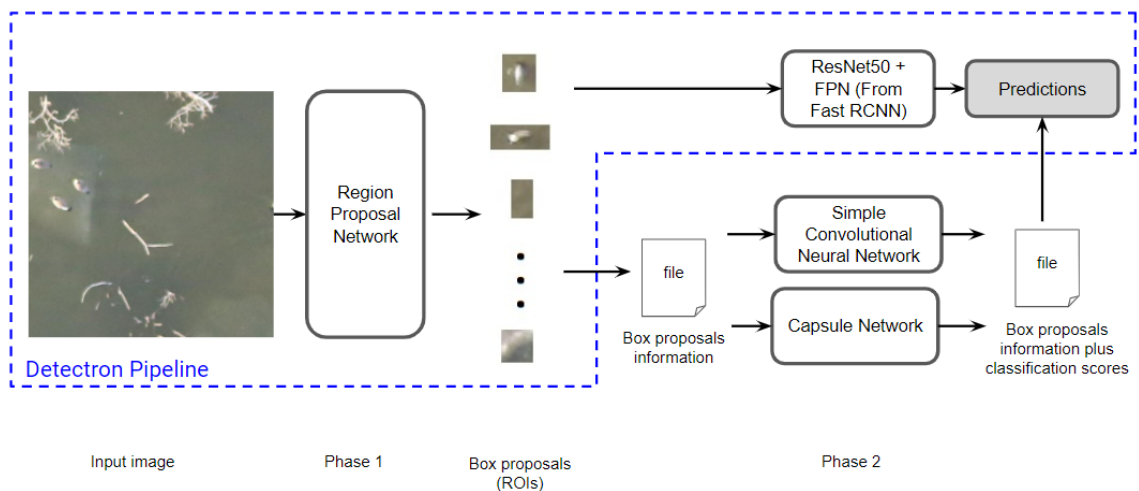 ResNet50 +
FPN (From
Fast RCNN)
Predictions
Region
Proposal
Network
Simple
Convolutional
Neural Network
file
file
Capsule Network
Box proposals
information
Box proposals
information plus
classification scores
Detectron Pipeline
Input image
Phase 1
Box proposals
(ROIs)
Phase 2